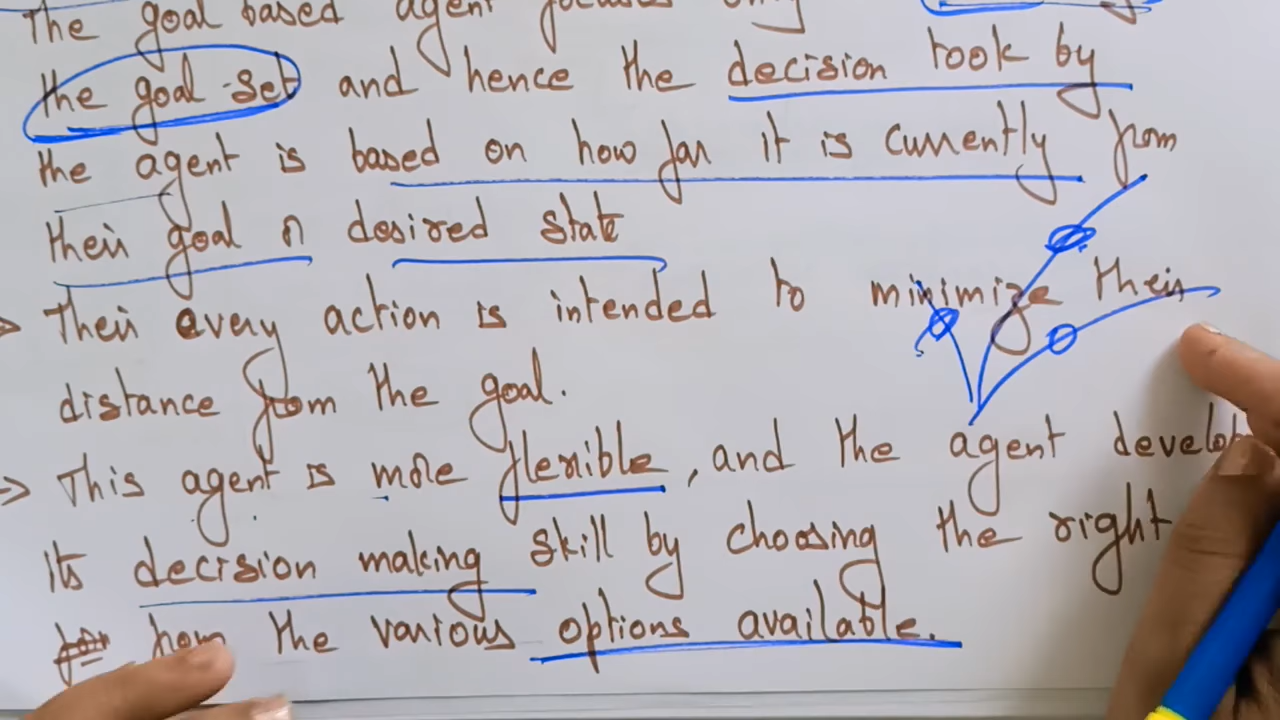 The goal based agent focuses only
the goal set and hence the decision took by
the agent is based on how far it is currently from
their goal or desired state
Their every action is intended to minimize their
distance from the goal.
→ This agent is more flexible, and the agent develop
its decision making skill by choosing the right
from the various options available.